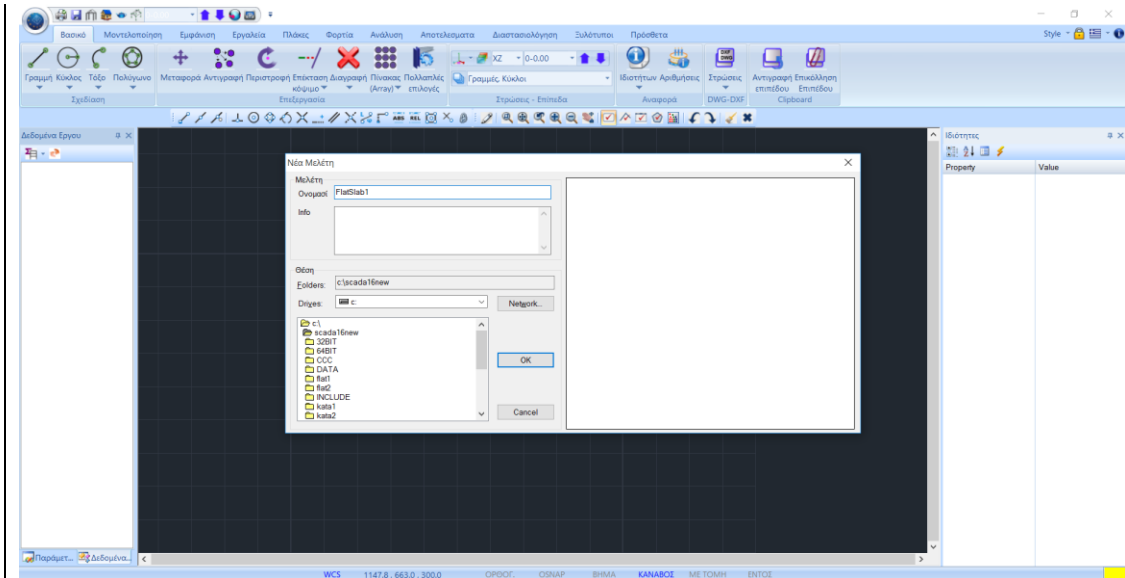 Style
Βασικό Μοντελοποίηση Εμφάνιση Εργαλεία Πλάκες Φορτία Ανάλυση Αποτελεσματα Διαστασιολόγηση Ξυλότυποι Πρόσθετα
XZ 0-0.00
Γραμμές, Κύκλοι
Γραμμή Κύκλος Τόξο Πολύγωνο Μεταφορά Αντιγραφή Περιστροφή Επέκταση Διαγραφή Πίνακας Πολλαπλές Ιδιοτήτων Αριθμήσεις Στρώσεις Αντιγραφή Επικόλληση
κόψιμο (Array) επιλογές επιπέδου Επιπέδου
Σχεδίαση Επεξεργασία Στρώσεις - Επίπεδα Αναφορά DWG-DXF Clipboard
Δεδομένα Εργου
Ιδιότητες
Property Value
Νέα Μελέτη
Μελέτη
Ονομασί FlatSlab1
Info
Θέση
Folders: c:\scada16new
Drives: c: Network..
c:\
scada16new
32BIT
64BIT
CCC
DATA
flat1
flat2
INCLUDE
kata1
kata2
OK
Cancel
Παράμετ... Δεδομένα...
WCS 1147.8 , 663.0 , 300.0 ΟΡΘΟΓ. OSNAP ΒΗΜΑ ΚΑΝΑΒΟΣ ΜΕ ΤΟΜΗ ΕΝΤΟΣ